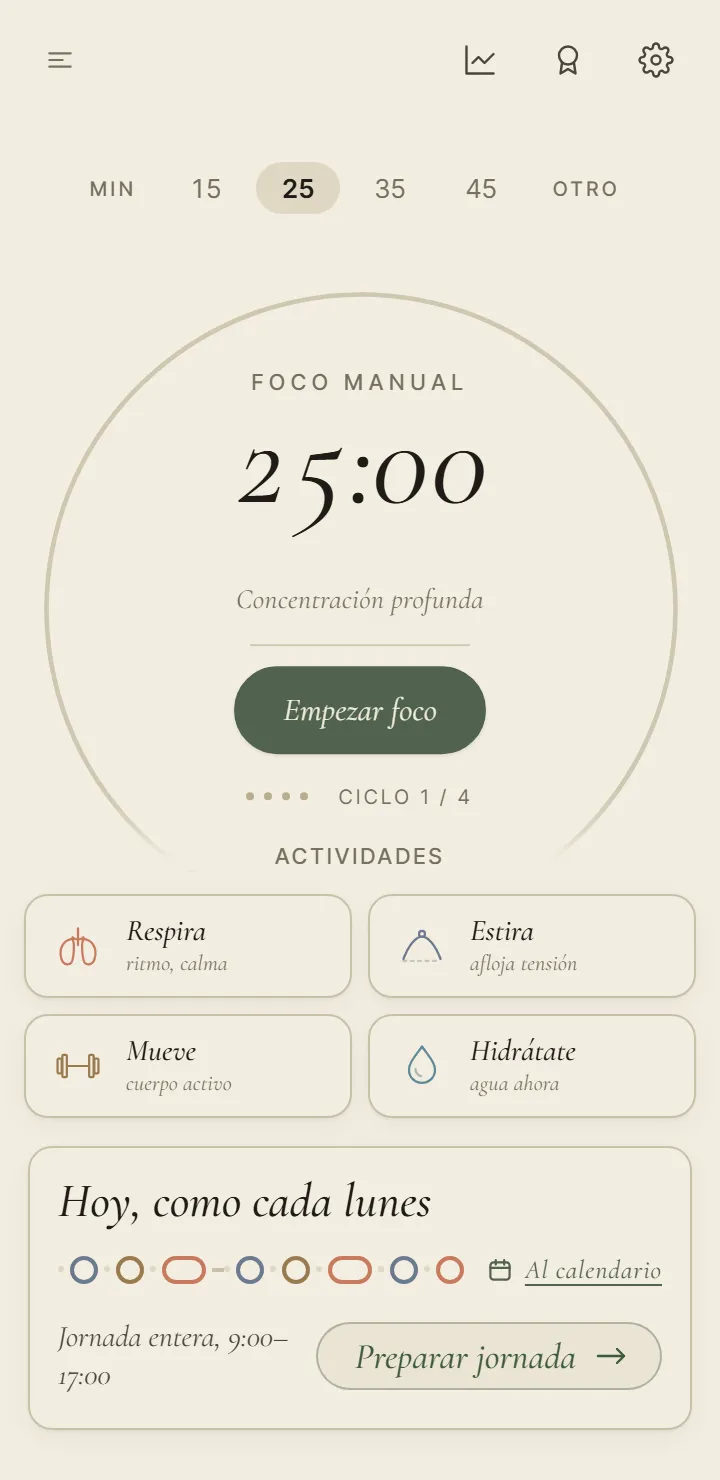 MIN 15 25 35 45 OTRO
FOCO MANUAL
25:00
Concentración profunda
Empezar foco
CICLO 1 / 4
ACTIVIDADES
Respira
ritmo, calma
Estira
afloja tensión
Mueve
cuerpo activo
Hidrátate
agua ahora
Hoy, como cada lunes
Al calendario
Jornada entera, 9:00–
17:00
Preparar jornada →